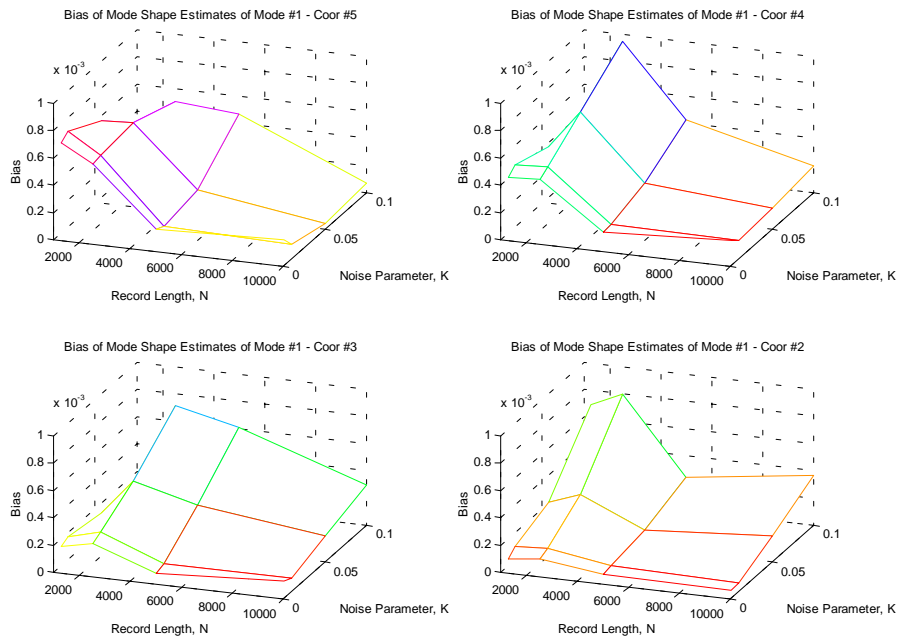 Bias of Mode Shape Estimates of Mode #1 - Coor #5
x 10-3
1
0.8
0.6
0.4
0.2
0
Bias
2000
4000
6000
8000
10000
Record Length, N
0
0.05
0.1
Noise Parameter, K
Bias of Mode Shape Estimates of Mode #1 - Coor #4
x 10-3
1
0.8
0.6
0.4
0.2
0
Bias
2000
4000
6000
8000
10000
Record Length, N
0
0.05
0.1
Noise Parameter, K
Bias of Mode Shape Estimates of Mode #1 - Coor #3
x 10-3
1
0.8
0.6
0.4
0.2
0
Bias
2000
4000
6000
8000
10000
Record Length, N
0
0.05
0.1
Noise Parameter, K
Bias of Mode Shape Estimates of Mode #1 - Coor #2
x 10-3
1
0.8
0.6
0.4
0.2
0
Bias
2000
4000
6000
8000
10000
Record Length, N
0
0.05
0.1
Noise Parameter, K